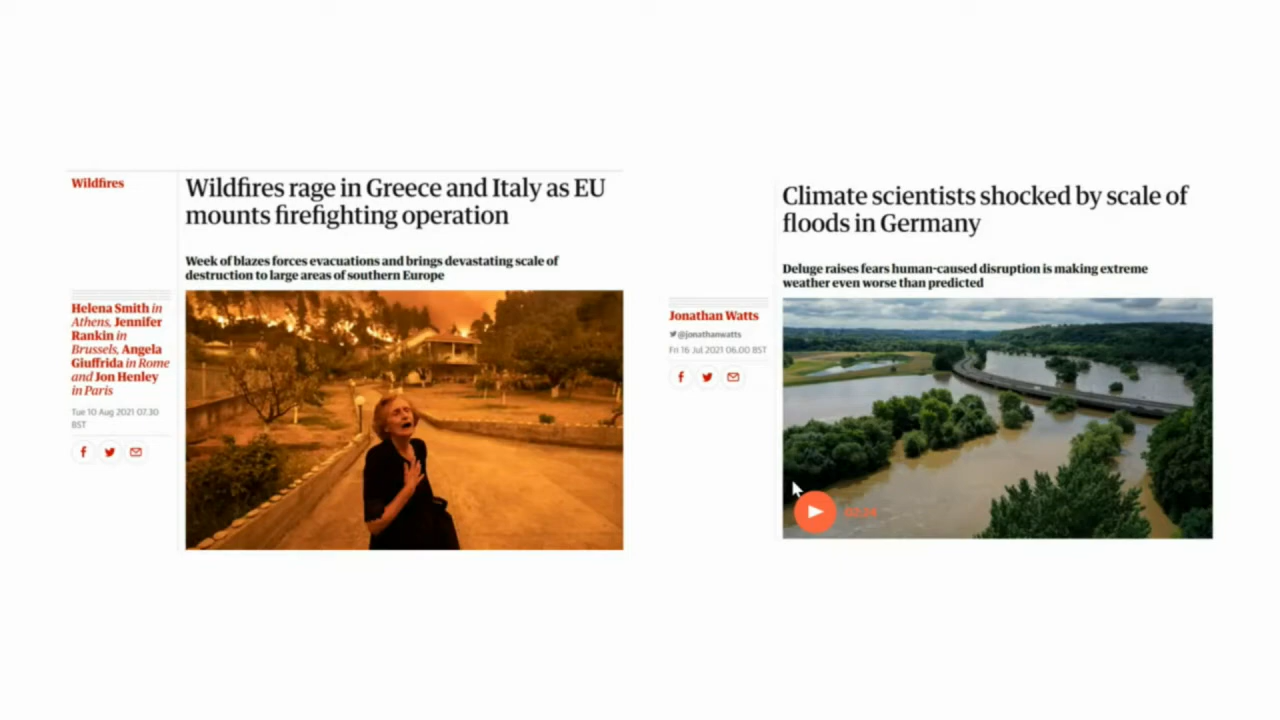 Wildfires
Wildfires rage in Greece and Italy as EU
mounts firefighting operation
Week of blazes forces evacuations and brings devastating scale of
destruction to large areas of southern Europe
Helena Smith in
Athens, Jennifer
Rankin in
Brussels, Angela
Giuffrida in Rome
and Jon Henley
in Paris
Tue 10 Aug 2021 07.30
BST
Climate scientists shocked by scale of
floods in Germany
Deluge raises fears human-caused disruption is making extreme
weather even worse than predicted
Jonathan Watts
@jonathanwatts
Fri 16 Jul 2021 06.00 BST